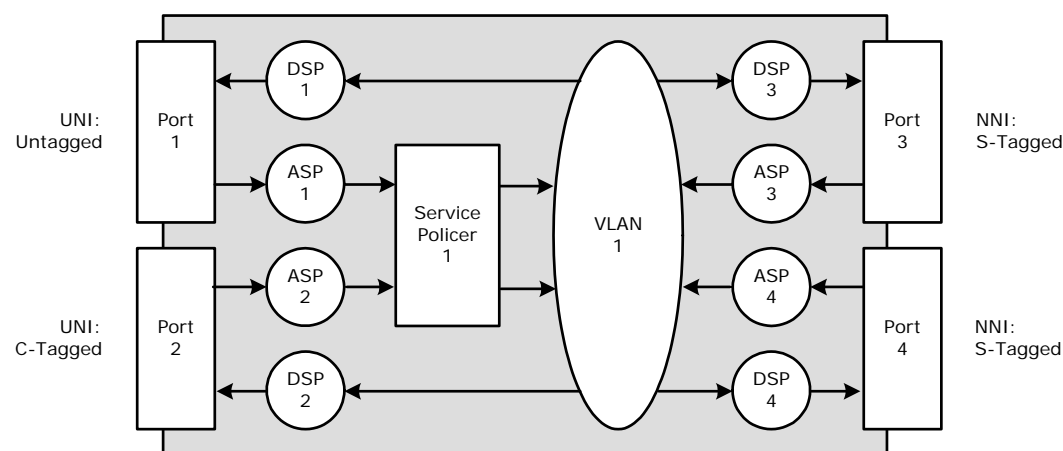 UNI:
Untagged
Port
1
DSP
1
ASP
1
Service
Policer
1
VLAN
1
DSP
3
ASP
3
Port
3
NNI:
S-Tagged
UNI:
C-Tagged
Port
2
ASP
2
DSP
2
ASP
4
DSP
4
Port
4
NNI:
S-Tagged